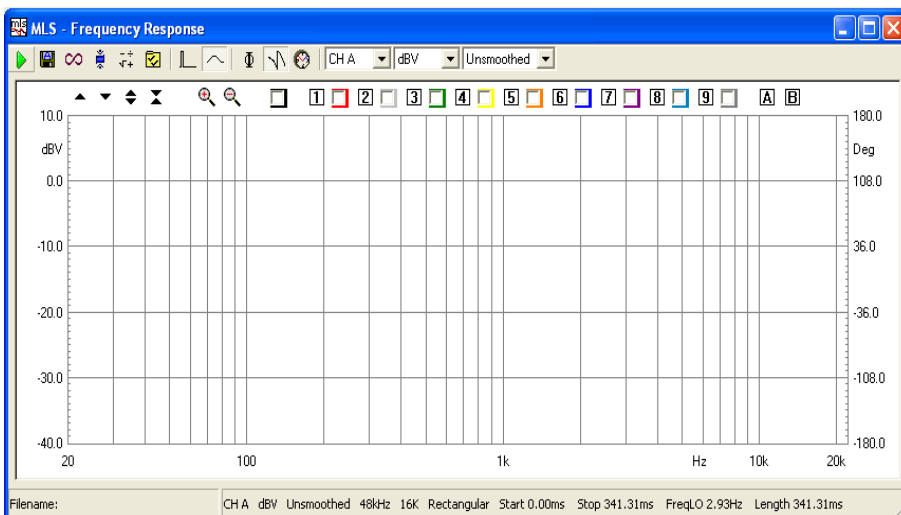 MLS - Frequency Response
CH A dBV Unsmoothed
1 2 3 4 5 6 7 8 9 A B
10.0 180.0
dBV Deg
0.0 108.0
-10.0 36.0
-20.0 -36.0
-30.0 -108.0
-40.0 -180.0
20 100 1k Hz 10k 20k
Filename: CH A dBV Unsmoothed 48kHz 16K Rectangular Start 0.00ms Stop 341.31ms FreqLO 2.93Hz Length 341.31ms